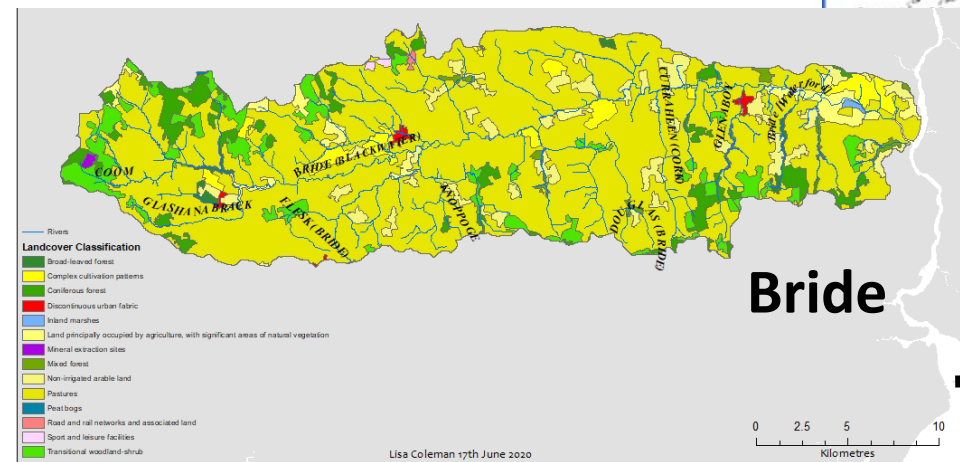 COOM
GLASHANABRACK
FLESK (BRIDE)
BRIDE (BLACKWATER)
KNOPPOGE
DOUGLAS (BRIDE)
CURRAHEEN (CORK)
GLENABOY
Bride (Waterford)
Rivers
Landcover Classification
Broad-leaved forest
Complex cultivation patterns
Coniferous forest
Discontinuous urban fabric
Inland marshes
Land principally occupied by agriculture, with significant areas of natural vegetation
Mineral extraction sites
Mixed forest
Non-irrigated arable land
Pastures
Peat bogs
Road and rail networks and associated land
Sport and leisure facilities
Transitional woodland-shrub
Bride
0 2.5 5 10
Kilometres
Lisa Coleman 17th June 2020